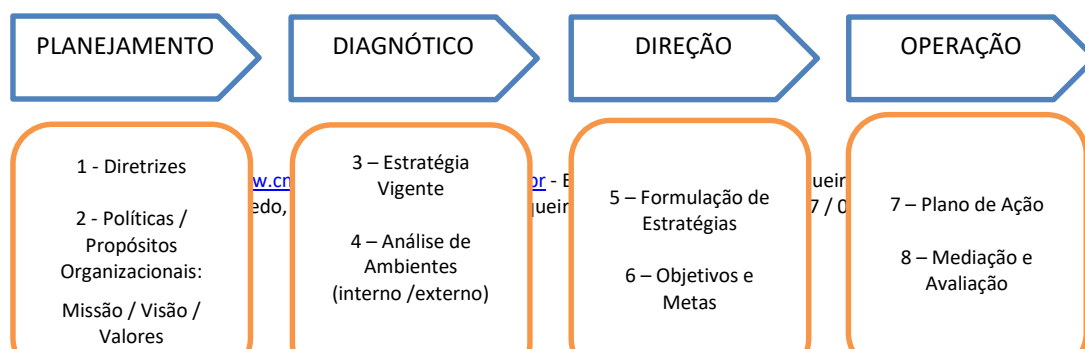 PLANEJAMENTO
DIAGNÓTICO
DIREÇÃO
OPERAÇÃO
1 - Diretrizes
2 - Políticas /
Propósitos
Organizacionais:
Missão / Visão /
Valores
3 – Estratégia
Vigente
4 – Análise de
Ambientes
(interno /externo)
5 – Formulação de
Estratégias
6 – Objetivos e
Metas
7 – Plano de Ação
8 – Mediação e
Avaliação